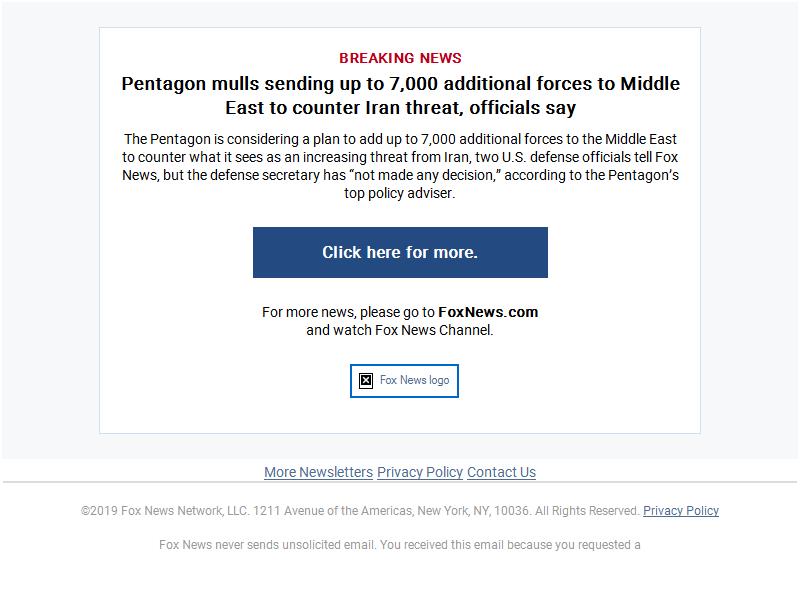 BREAKING NEWS
Pentagon mulls sending up to 7,000 additional forces to Middle
East to counter Iran threat, officials say
The Pentagon is considering a plan to add up to 7,000 additional forces to the Middle East
to counter what it sees as an increasing threat from Iran, two U.S. defense officials tell Fox
News, but the defense secretary has “not made any decision,” according to the Pentagon’s
top policy adviser.
Click here for more.
For more news, please go to FoxNews.com
and watch Fox News Channel.
Fox News logo
More Newsletters Privacy Policy Contact Us
©2019 Fox News Network, LLC. 1211 Avenue of the Americas, New York, NY, 10036. All Rights Reserved. Privacy Policy
Fox News never sends unsolicited email. You received this email because you requested a